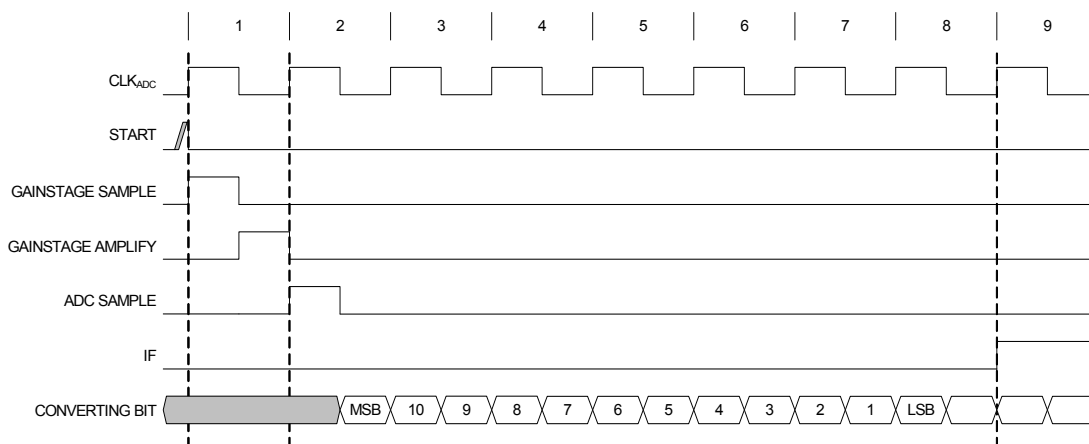 1 2 3 4 5 6 7 8 9
CLKADC
START
GAINSTAGE SAMPLE
GAINSTAGE AMPLIFY
ADC SAMPLE
IF
CONVERTING BIT MSB 10 9 8 7 6 5 4 3 2 1 LSB